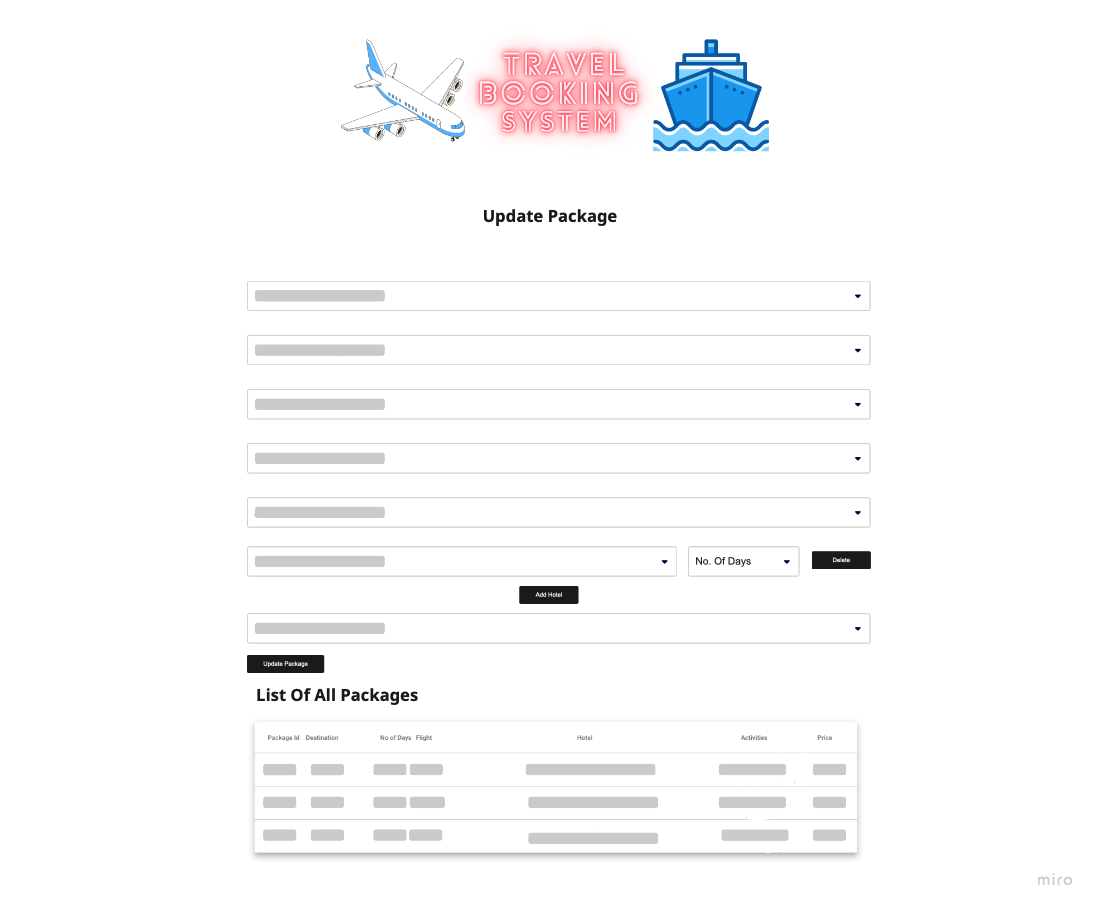 TRAVEL
BOOKING
SYSTEM
Update Package
No. Of Days
Delete
Add Hotel
Update Package
List Of All Packages
Package Id Destination No of Days Flight Hotel Activities Price
miro